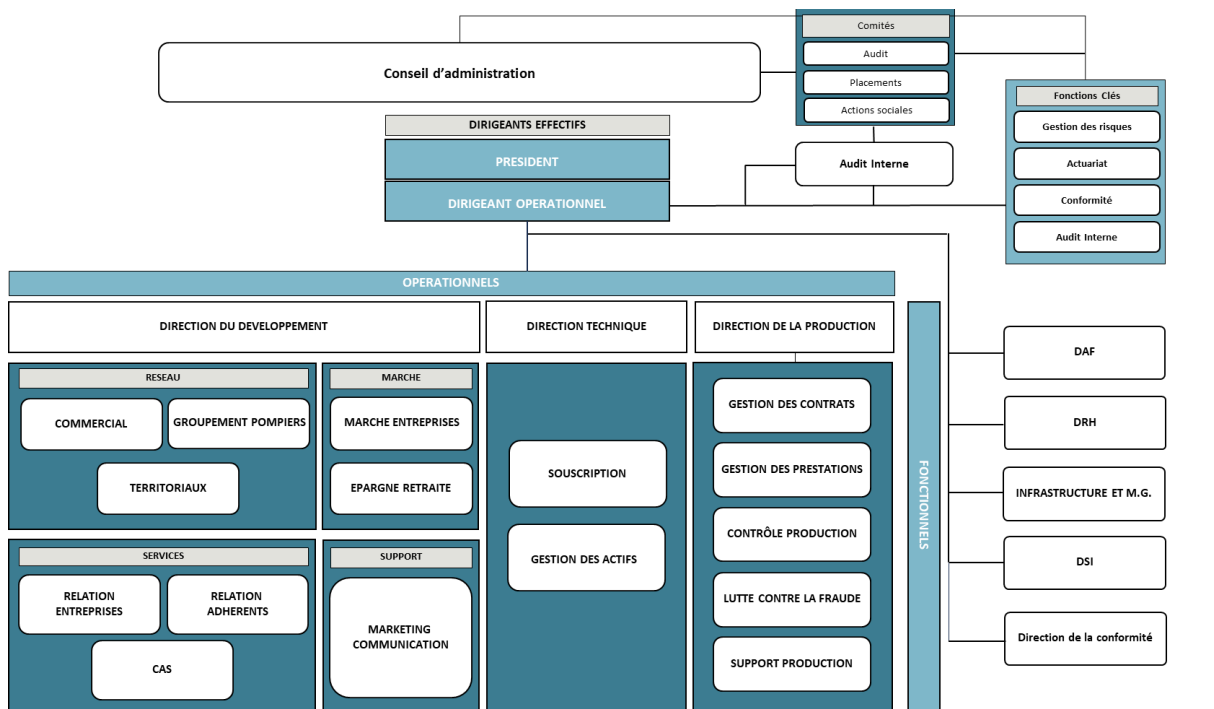 Comités
Audit
Placements
Actions sociales
Conseil d'administration
Fonctions Clés
Gestion des risques
Actuariat
Conformité
Audit Interne
DIRIGEANTS EFFECTIFS
PRESIDENT
DIRIGEANT OPERATIONNEL
Audit Interne
OPERATIONNELS
DIRECTION DU DEVELOPPEMENT
DIRECTION TECHNIQUE
DIRECTION DE LA PRODUCTION
RESEAU
COMMERCIAL
GROUPEMENT POMPIERS
TERRITORIAUX
MARCHE
MARCHE ENTREPRISES
EPARGNE RETRAITE
SERVICES
RELATION
ENTREPRISES
RELATION
ADHERENTS
CAS
SUPPORT
MARKETING
COMMUNICATION
SOUSCRIPTION
GESTION DES ACTIFS
GESTION DES CONTRATS
GESTION DES PRESTATIONS
CONTRÔLE PRODUCTION
LUTTE CONTRE LA FRAUDE
SUPPORT PRODUCTION
FONCTIONNELS
DAF
DRH
INFRASTRUCTURE ET M.G.
DSI
Direction de la conformité